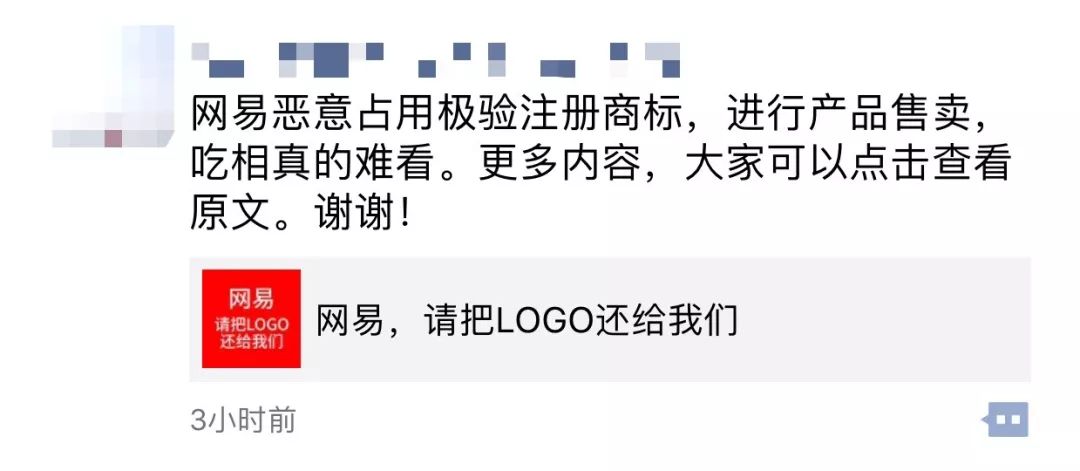 网易恶意占用极验注册商标，进行产品售卖，
吃相真的难看。更多内容，大家可以点击查看
原文。谢谢！
网易
请把LOGO
还给我们
网易，请把LOGO还给我们
3小时前